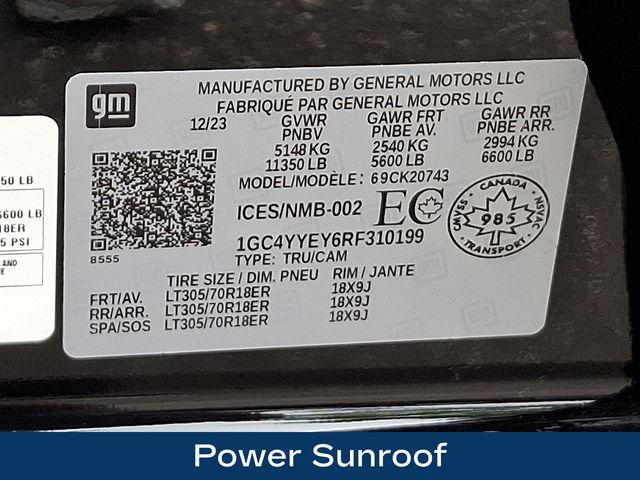 gm
MANUFACTURED BY GENERAL MOTORS LLC
FABRIQUÉ PAR GENERAL MOTORS LLC
12/23 GVWR GAWR FRT GAWR RR
PNBV PNBE AV. PNBE ARR.
5148 KG 2540 KG 2994 KG
11350 LB 5600 LB 6600 LB
MODEL/MODÈLE: 69CK20743
ICES/NMB-002 EC
CANADA
CMVSS 985 NSVAC
TRANSPORT
1GC4YYEY6RF310199
8555 TYPE: TRU/CAM
TIRE SIZE / DIM. PNEU RIM / JANTE
FRT/AV. LT305/70R18ER 18X9J
RR/ARR. LT305/70R18ER 18X9J
SPA/SOS LT305/70R18ER 18X9J
50 LB
6600 LB
18ER
5 PSI
AND
Power Sunroof